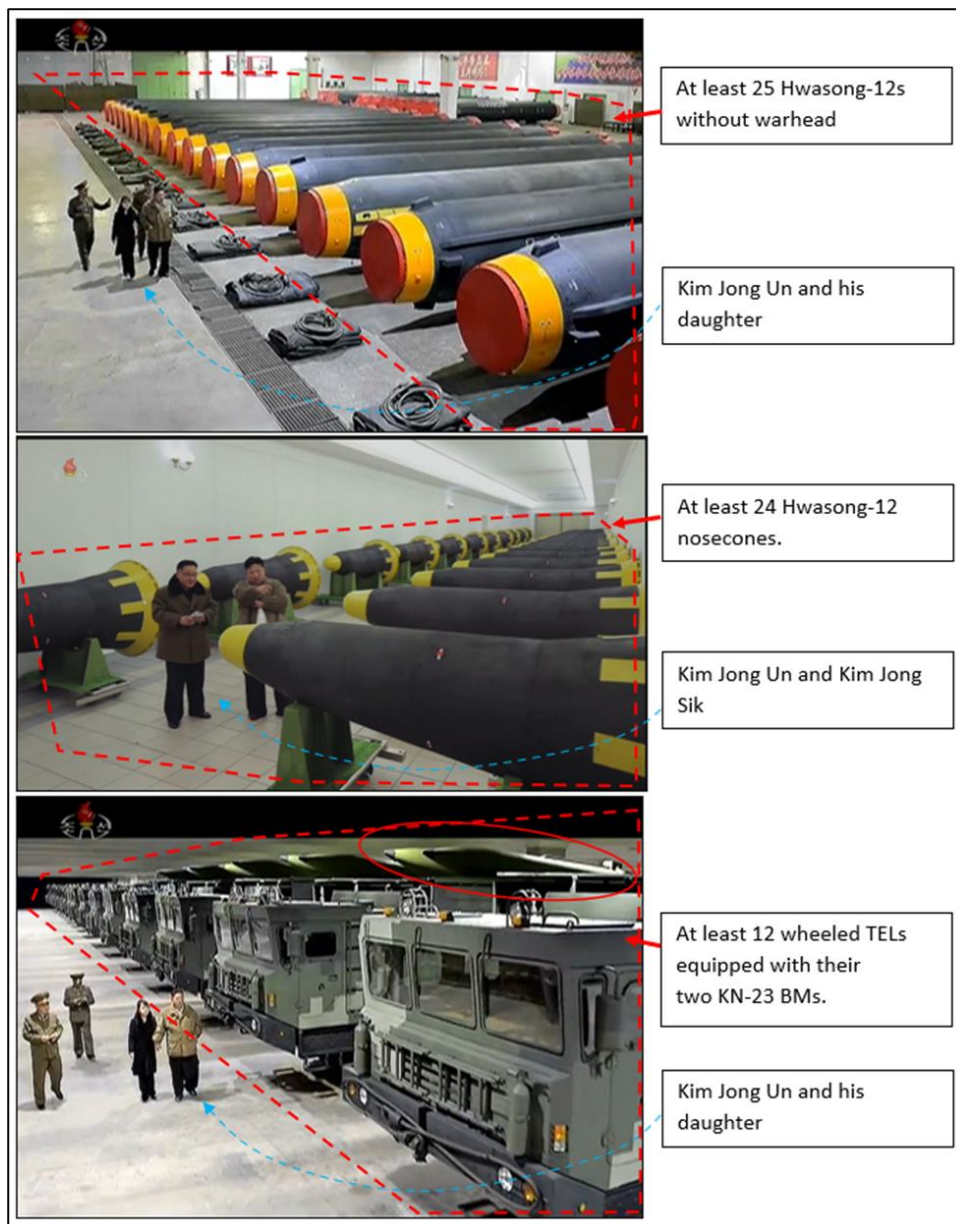 At least 25 Hwasong-12s
without warhead
Kim Jong Un and his
daughter
At least 24 Hwasong-12
nosecones.
Kim Jong Un and Kim Jong
Sik
At least 12 wheeled TELs
equipped with their
two KN-23 BMs.
Kim Jong Un and his
daughter